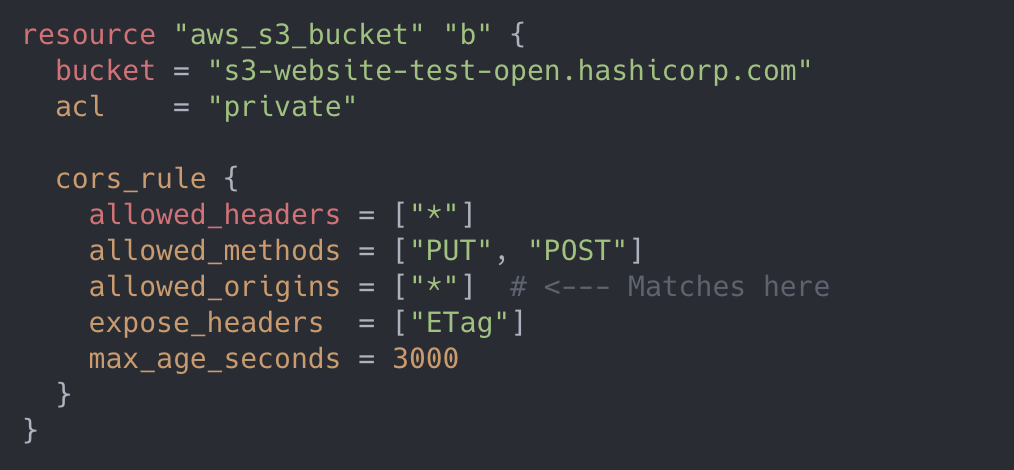 resource "aws_s3_bucket" "b" {
  bucket = "s3-website-test-open.hashicorp.com"
  acl    = "private"

  cors_rule {
    allowed_headers = ["*"]
    allowed_methods = ["PUT", "POST"]
    allowed_origins = ["*"]  # <--- Matches here
    expose_headers  = ["ETag"]
    max_age_seconds = 3000
  }
}